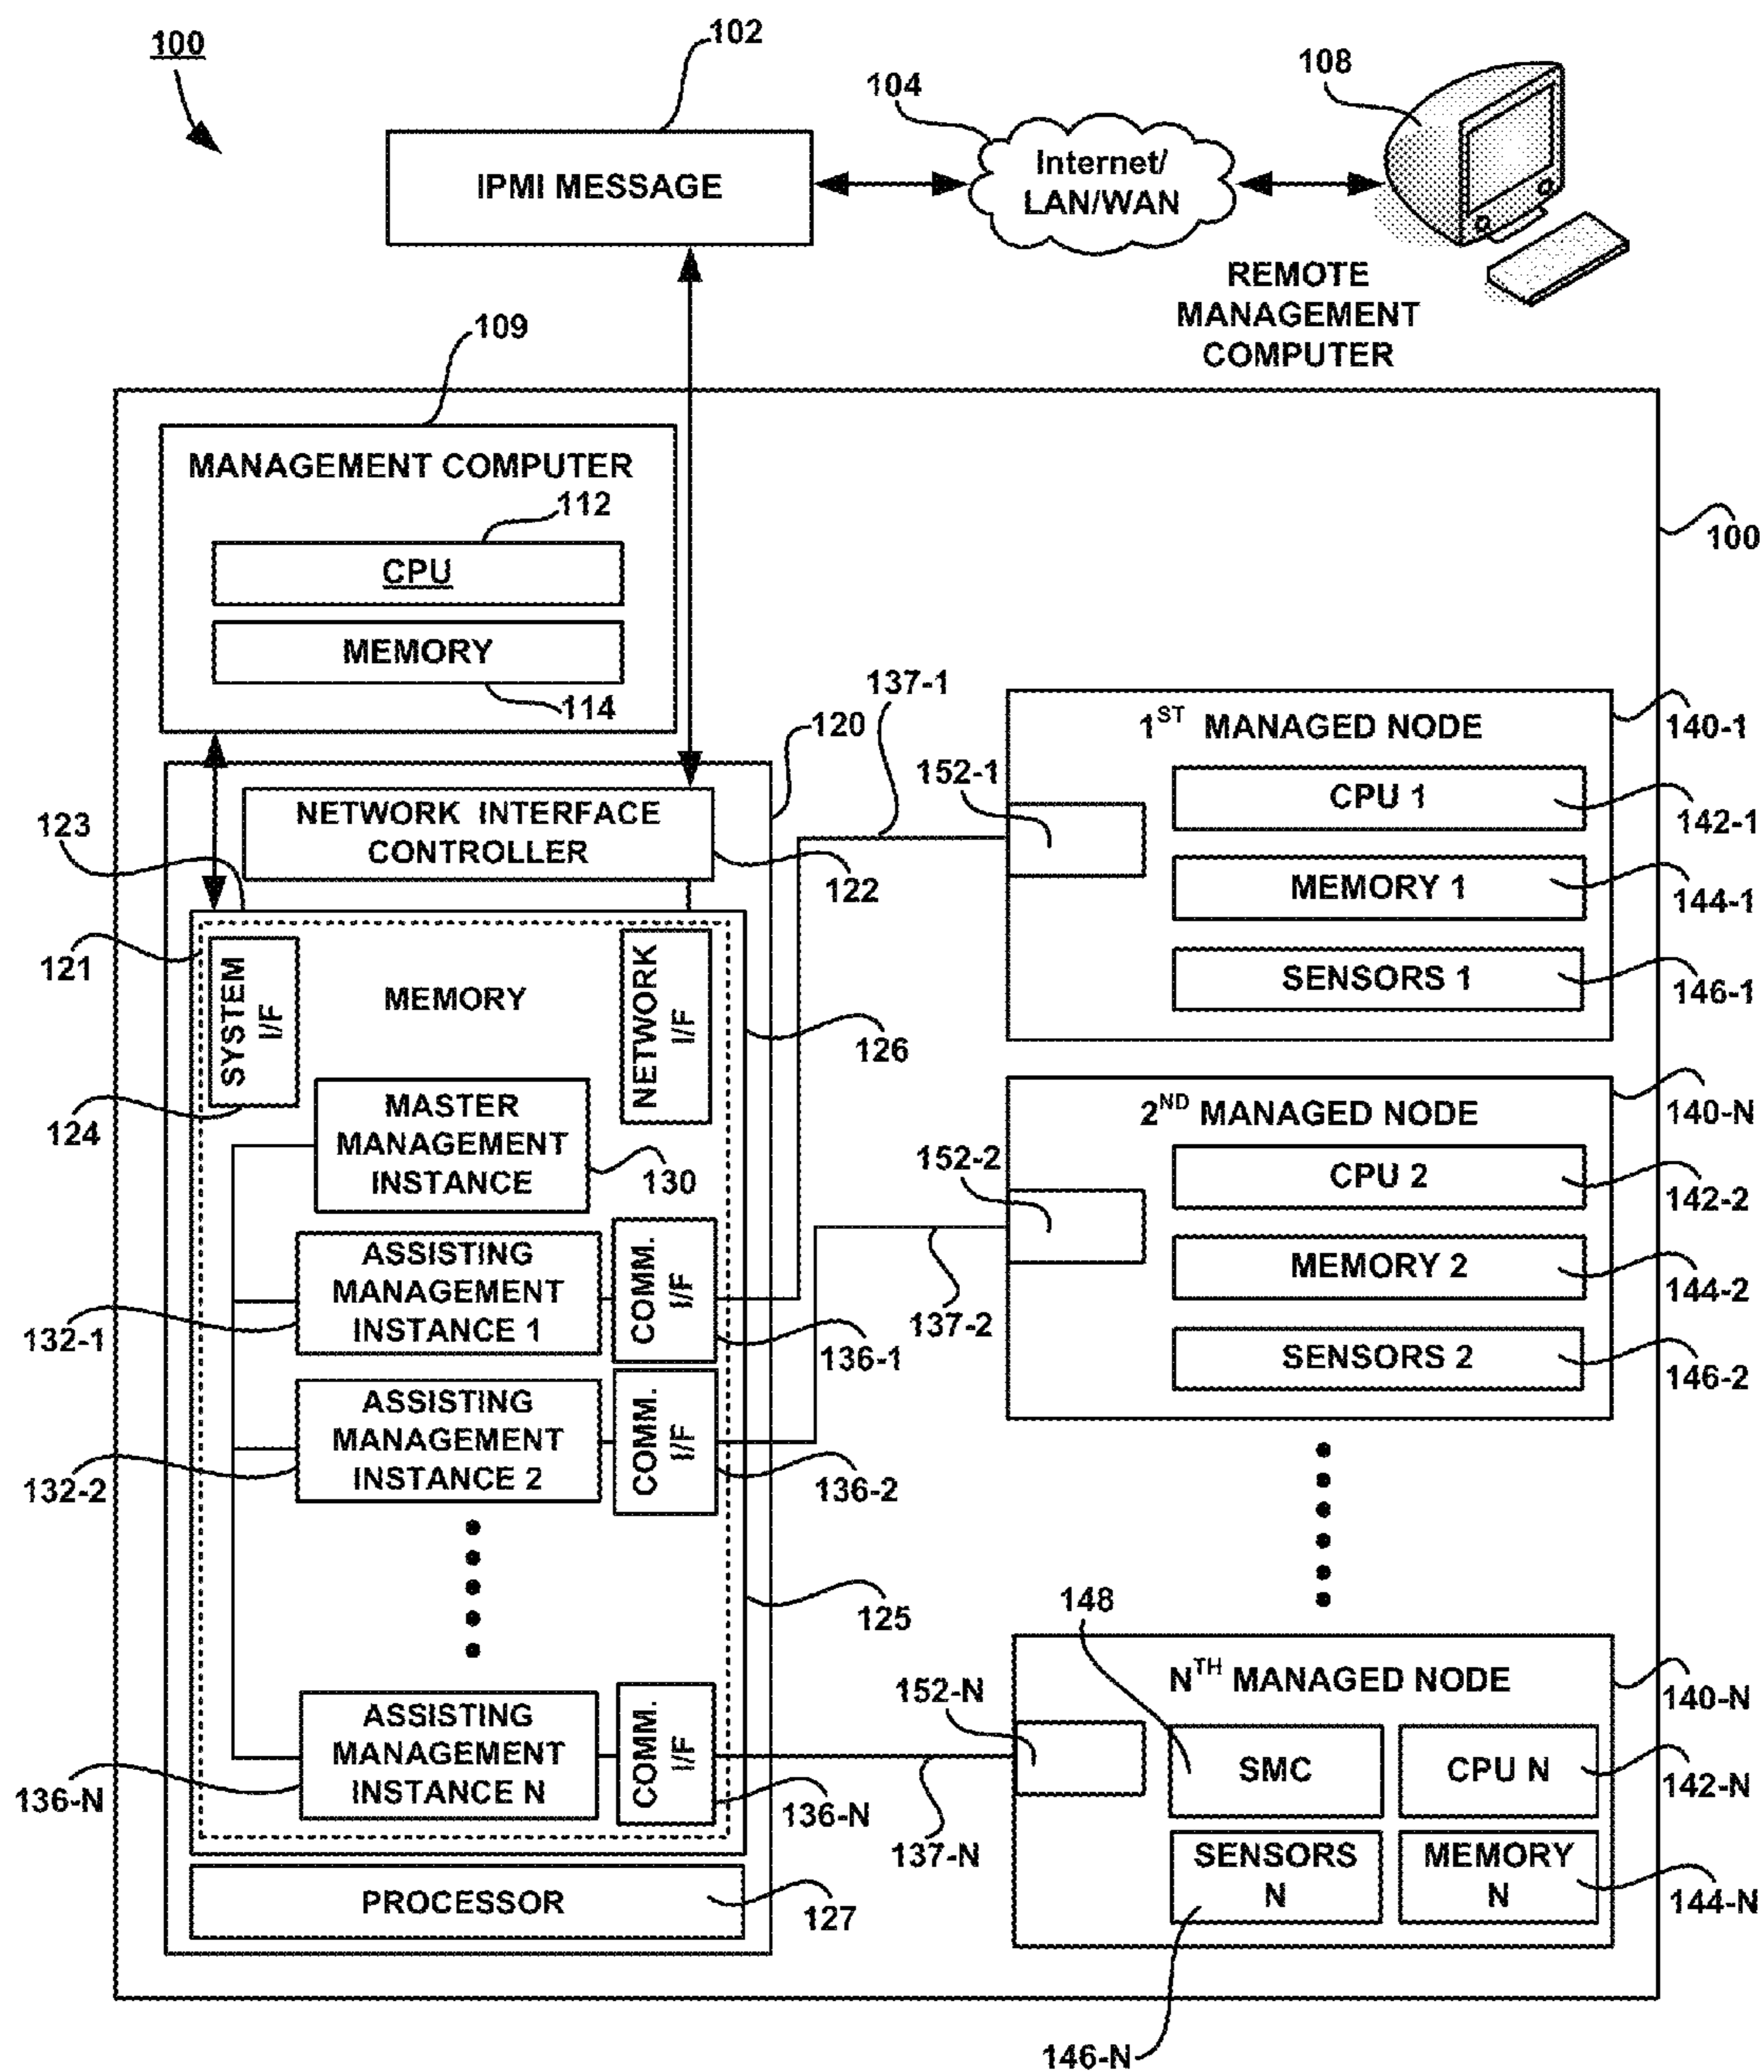 100
102
IPMI MESSAGE
104
Internet/
LAN/WAN
108
REMOTE
MANAGEMENT
COMPUTER
109
MANAGEMENT COMPUTER
112
CPU
MEMORY
114
100
120
NETWORK INTERFACE
CONTROLLER
122
123
121
SYSTEM
I/F
124
MEMORY
NETWORK
I/F
126
MASTER
MANAGEMENT
INSTANCE
130
ASSISTING
MANAGEMENT
INSTANCE 1
132-1
COMM.
I/F
136-1
ASSISTING
MANAGEMENT
INSTANCE 2
132-2
COMM.
I/F
136-2
125
ASSISTING
MANAGEMENT
INSTANCE N
136-N
COMM.
I/F
136-N
PROCESSOR
127
137-1
152-1
1ST MANAGED NODE
140-1
CPU 1
142-1
MEMORY 1
144-1
SENSORS 1
146-1
137-2
152-2
2ND MANAGED NODE
140-N
CPU 2
142-2
MEMORY 2
144-2
SENSORS 2
146-2
148
137-N
152-N
NTH MANAGED NODE
140-N
SMC
CPU N
142-N
SENSORS
N
MEMORY
N
144-N
146-N